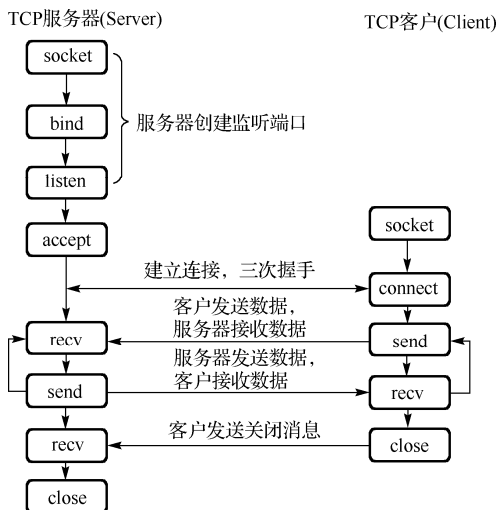 TCP服务器(Server)
TCP客户(Client)
socket
bind
服务器创建监听端口
listen
accept
socket
建立连接，三次握手
connect
客户发送数据，
服务器接收数据
recv
send
服务器发送数据，
客户接收数据
send
recv
客户发送关闭消息
recv
close
close